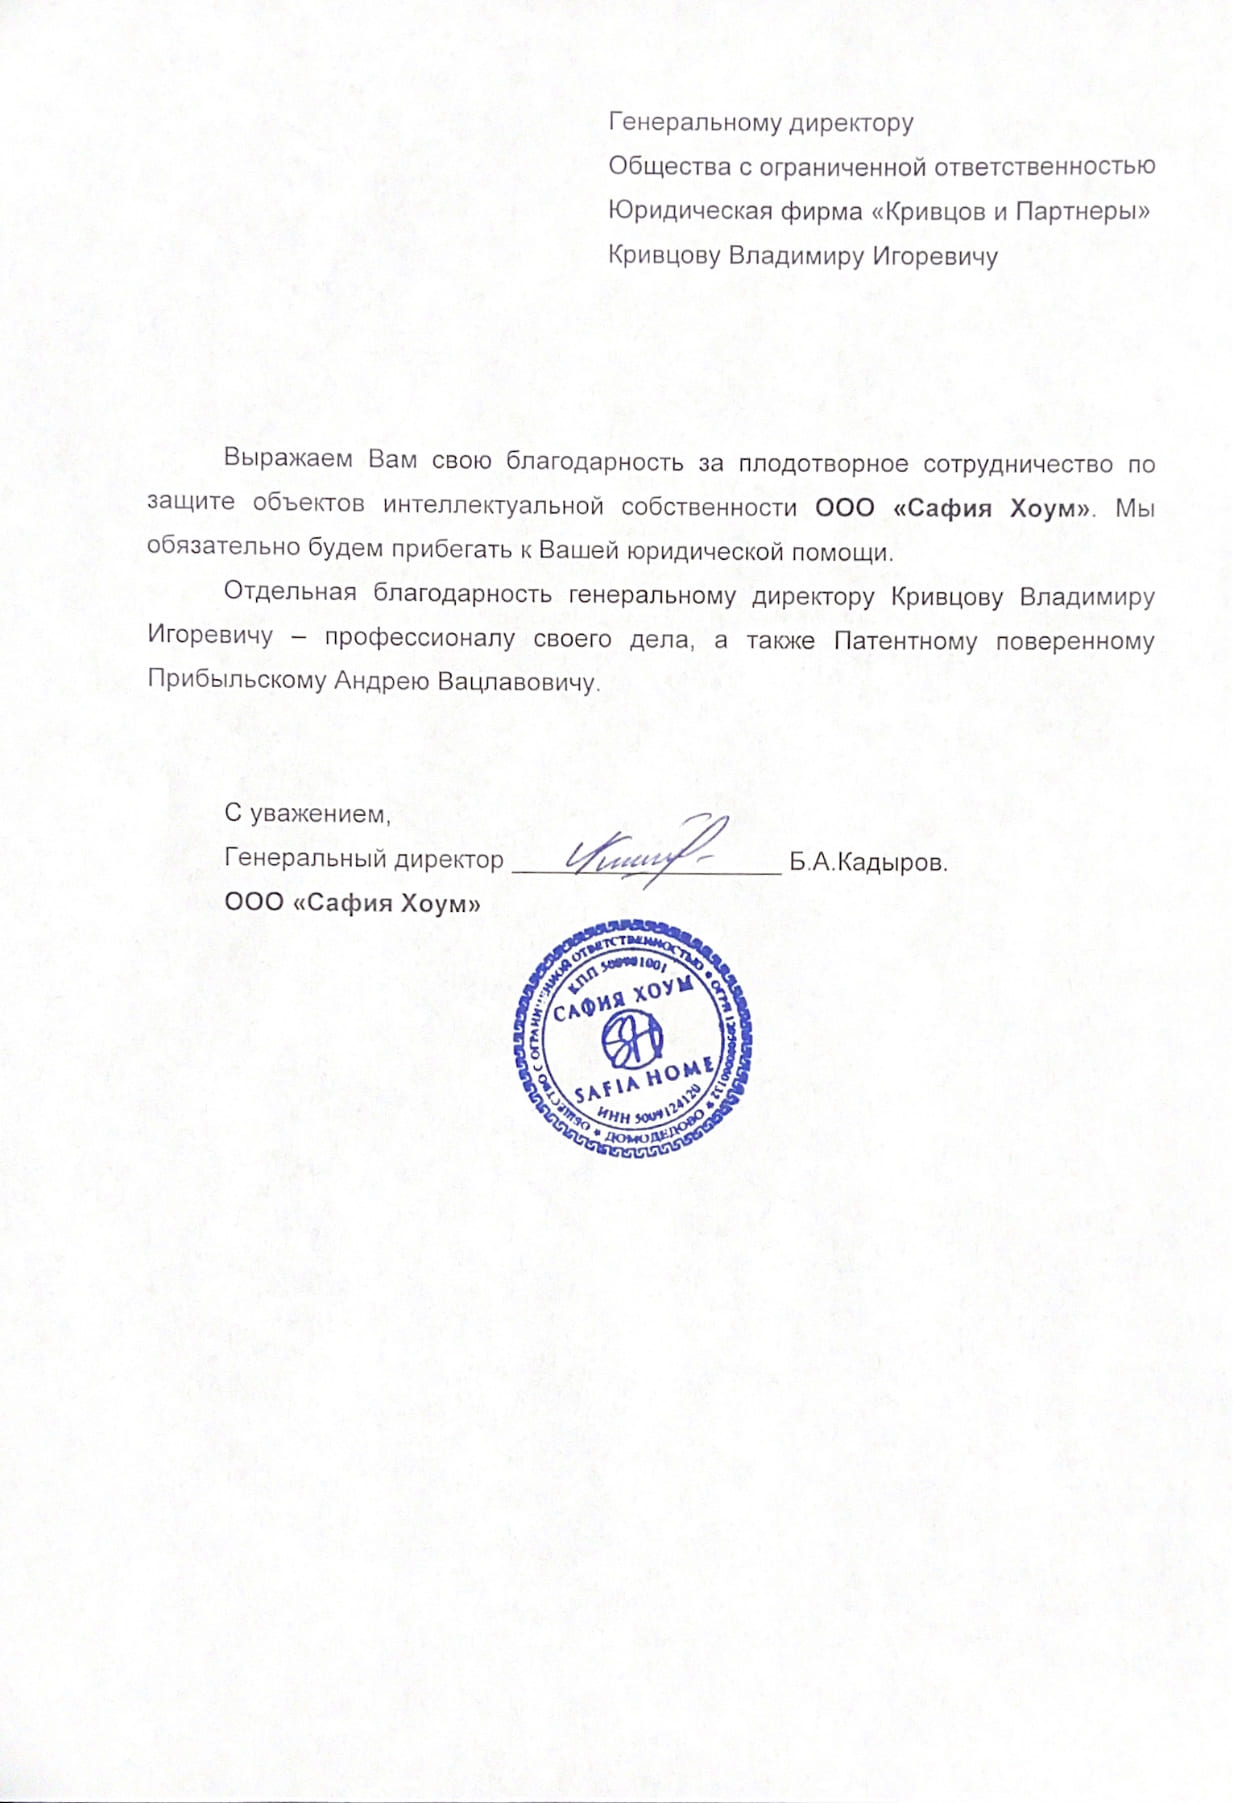 Генеральному директору
Общества с ограниченной ответственностью
Юридическая фирма «Кривцов и Партнеры»
Кривцову Владимиру Игоревичу
Выражаем Вам свою благодарность за плодотворное сотрудничество по
защите объектов интеллектуальной собственности ООО «Сафия Хоум». Мы
обязательно будем прибегать к Вашей юридической помощи.
Отдельная благодарность генеральному директору Кривцову Владимиру
Игоревичу – профессионалу своего дела, а также Патентному поверенному
Прибыльскому Андрею Вацлавовичу.
С уважением,
Генеральный директор Б.А.Кадыров.
ООО «Сафия Хоум»
ОБЩЕСТВО С ОГРАНИЧЕННОЙ ОТВЕТСТВЕННОСТЬЮ * ОГРН
КПП 500901001
САФИЯ ХОУМ
SAFIA HOME
ИНН 5009124120
* ДОМОДЕДОВО *